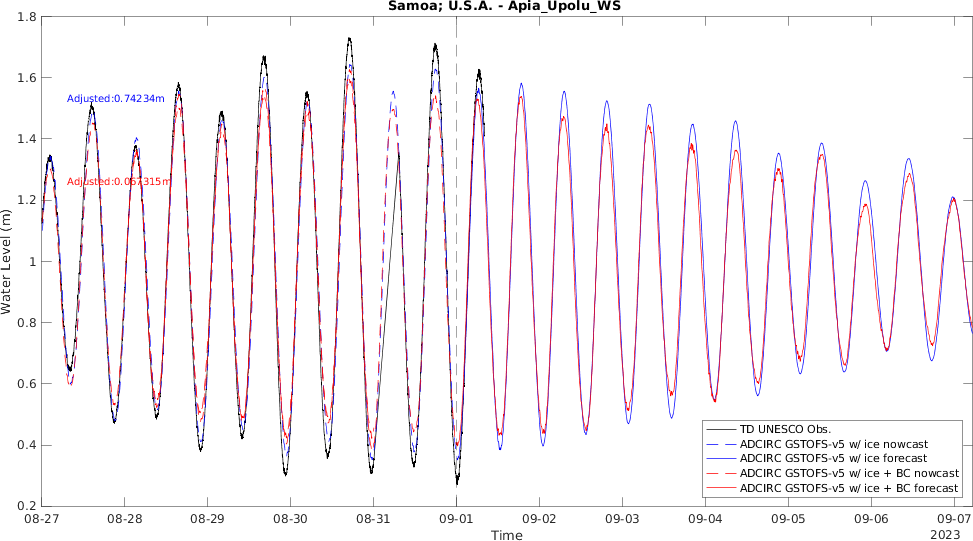 Samoa; U.S.A. - Apia_Upolu_WS
1.8
1.6
1.4
1.2
1
0.8
0.6
0.4
0.2
Water Level (m)
Adjusted:0.74234m
Adjusted:0.067315m
TD UNESCO Obs.
ADCIRC GSTOFS-v5 w/ ice nowcast
ADCIRC GSTOFS-v5 w/ ice forecast
ADCIRC GSTOFS-v5 w/ ice + BC nowcast
ADCIRC GSTOFS-v5 w/ ice + BC forecast
08-27 08-28 08-29 08-30 08-31 09-01 09-02 09-03 09-04 09-05 09-06 09-07
Time
2023